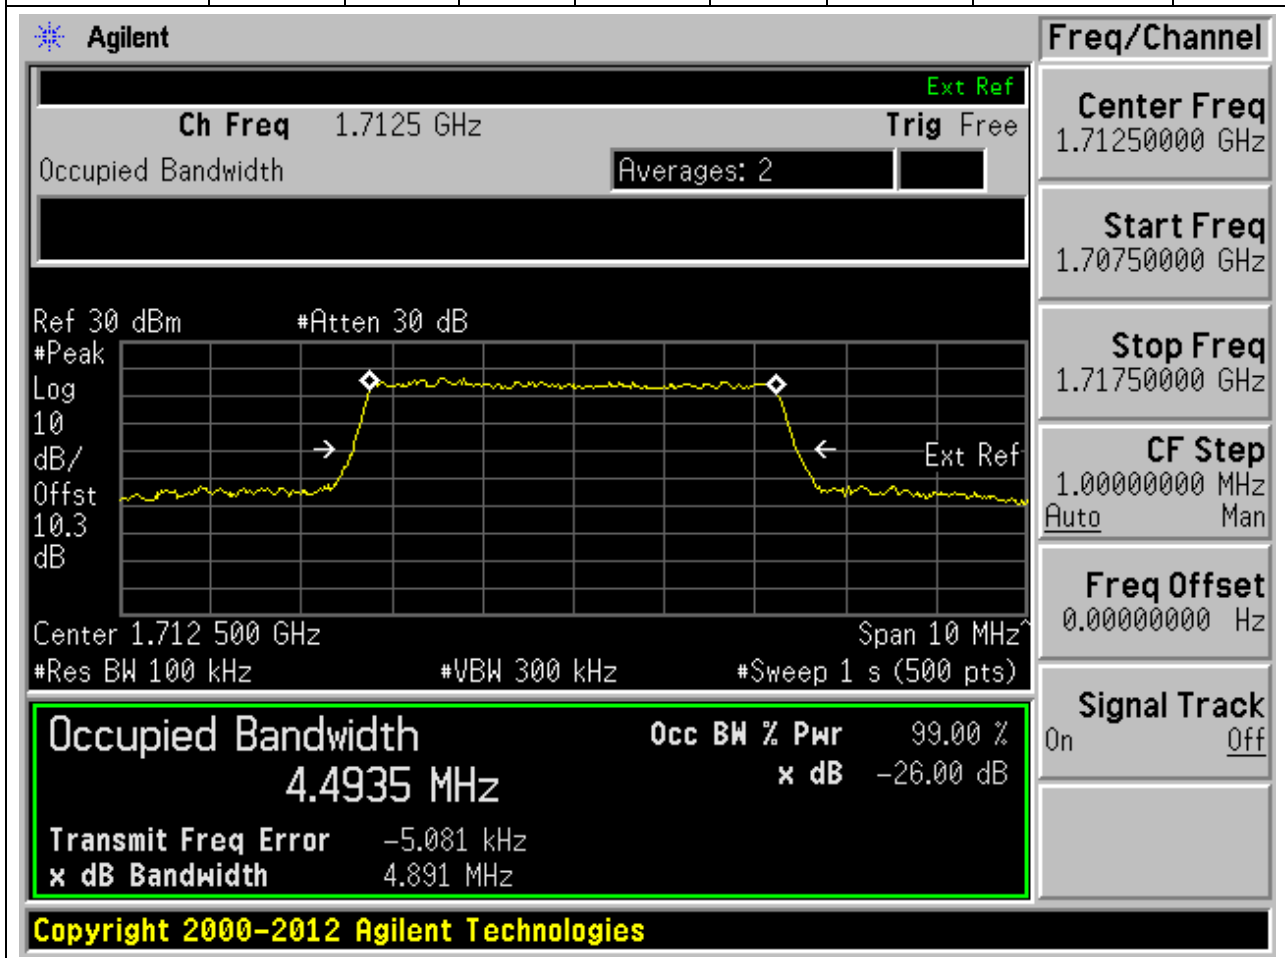 Agilent
Freq/Channel
Ext Ref
Ch Freq 1.7125 GHz Trig Free
Occupied Bandwidth Averages: 2
Center Freq
1.71250000 GHz
Start Freq
1.70750000 GHz
Stop Freq
1.71750000 GHz
CF Step
1.00000000 MHz
Auto Man
Freq Offset
0.00000000 Hz
Signal Track
On Off
Ref 30 dBm #Atten 30 dB
#Peak
Log
10
dB/
Offst
10.3
dB
Ext Ref
Center 1.712 500 GHz Span 10 MHz^
#Res BW 100 kHz #VBW 300 kHz #Sweep 1 s (500 pts)
Occupied Bandwidth
4.4935 MHz
Occ BW % Pwr 99.00 %
x dB -26.00 dB
Transmit Freq Error -5.081 kHz
x dB Bandwidth 4.891 MHz
Copyright 2000-2012 Agilent Technologies